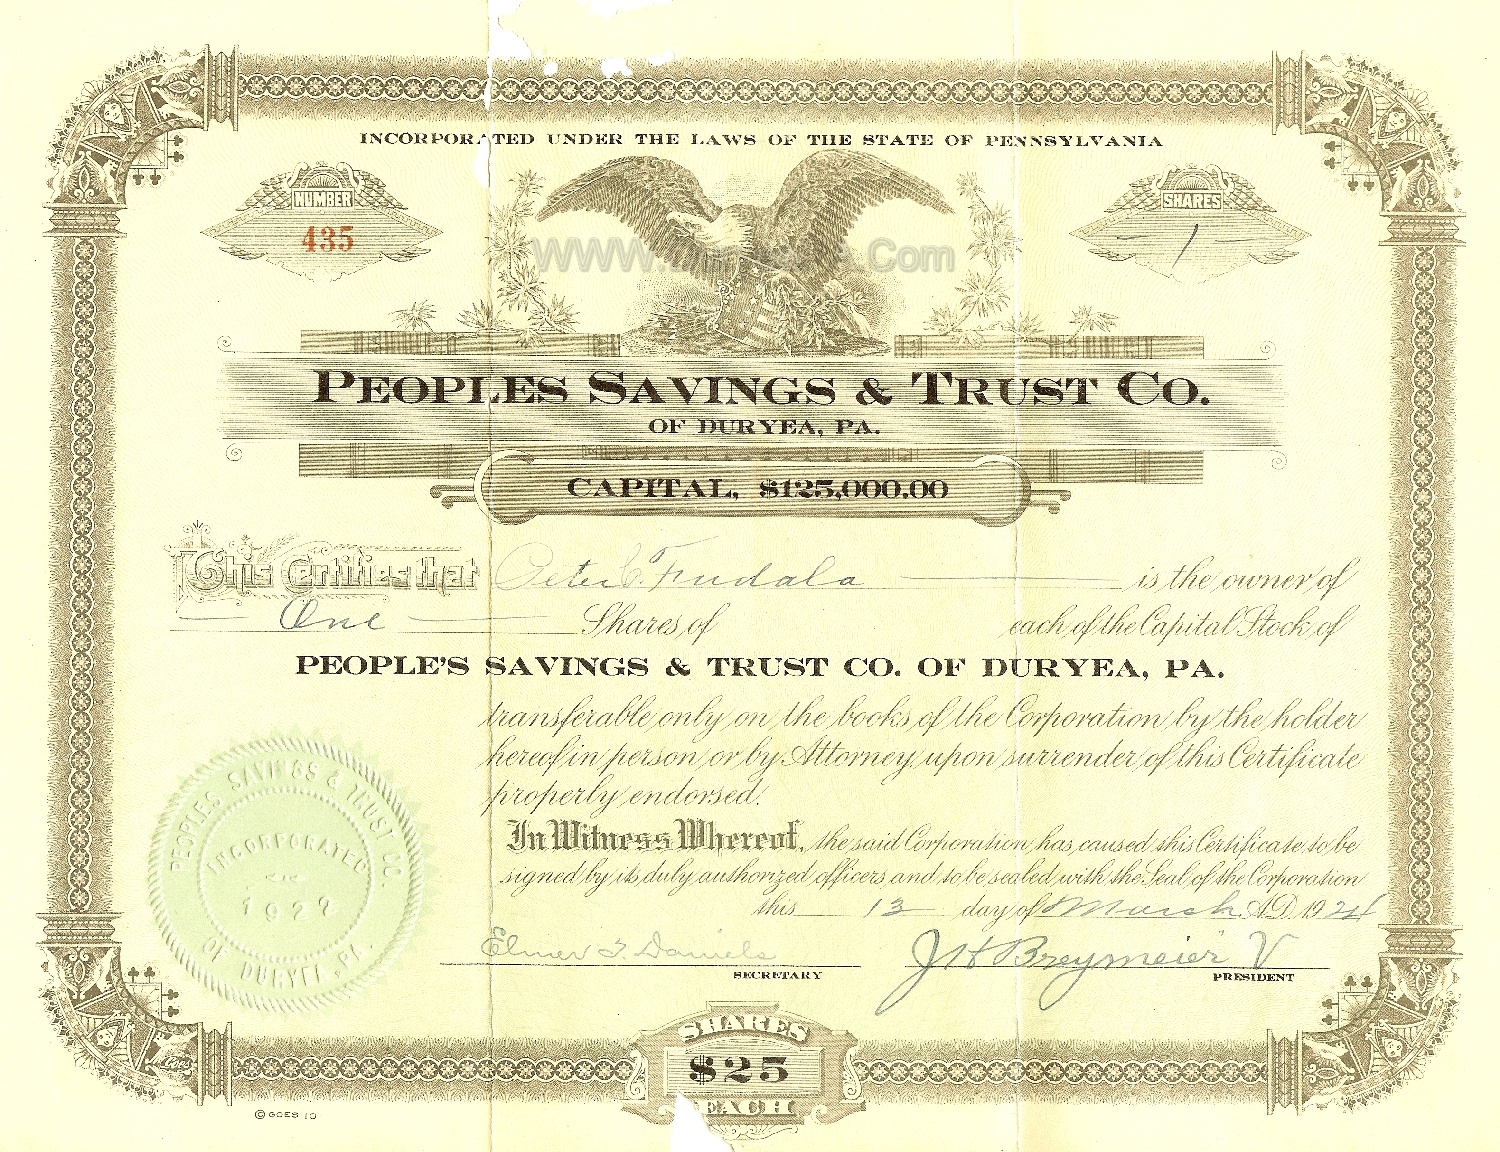 INCORPORATED UNDER THE LAWS OF THE STATE OF PENNSYLVANIA
NUMBER
435
SHARES
- 1 -
WWW. .Com
PEOPLES SAVINGS & TRUST CO.
OF DURYEA, PA.
CAPITAL, $125,000.00
This Certifies that Peter C. Fudala is the owner of
One Shares of each of the Capital Stock of
PEOPLE'S SAVINGS & TRUST CO. OF DURYEA, PA.
transferable only on the books of the Corporation by the holder
hereof in person or by Attorney upon surrender of this Certificate
properly endorsed.
In Witness Whereof, the said Corporation has caused this Certificate to be
signed by its duly authorized officers and to be sealed with the Seal of the Corporation
this 13 day of March A.D. 1924
PEOPLES SAVINGS & TRUST CO.
INCORPORATED
1922
OF DURYEA, PA.
Elmer T. Daniels
SECRETARY
J H Breymeier V
PRESIDENT
SHARES
$25
EACH
© GOES 10